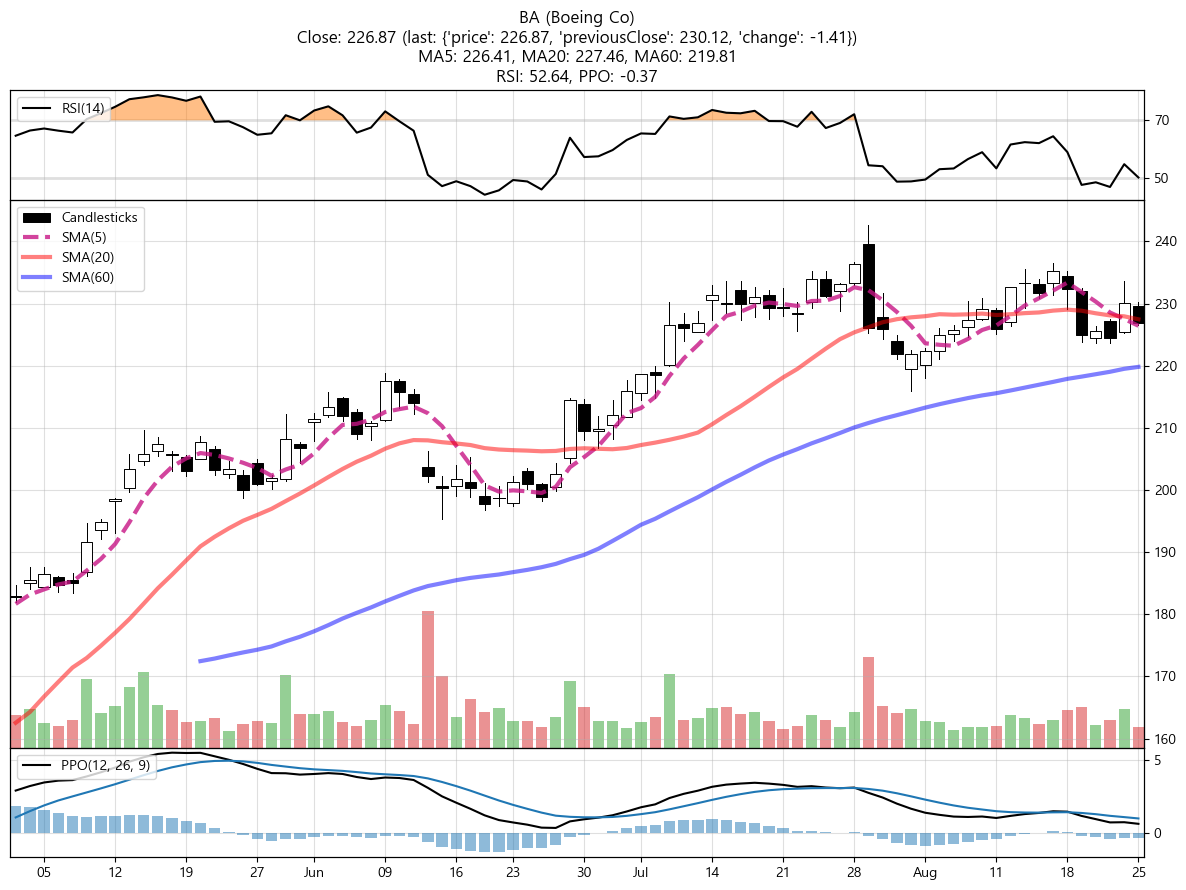 BA (Boeing Co)
Close: 226.87 (last: {'price': 226.87, 'previousClose': 230.12, 'change': -1.41})
MA5: 226.41, MA20: 227.46, MA60: 219.81
RSI: 52.64, PPO: -0.37
RSI(14)
70
50
Candlesticks
SMA(5)
SMA(20)
SMA(60)
240
230
220
210
200
190
180
170
160
PPO(12, 26, 9)
5
0
05 12 19 27 Jun 09 16 23 30 Jul 14 21 28 Aug 11 18 25